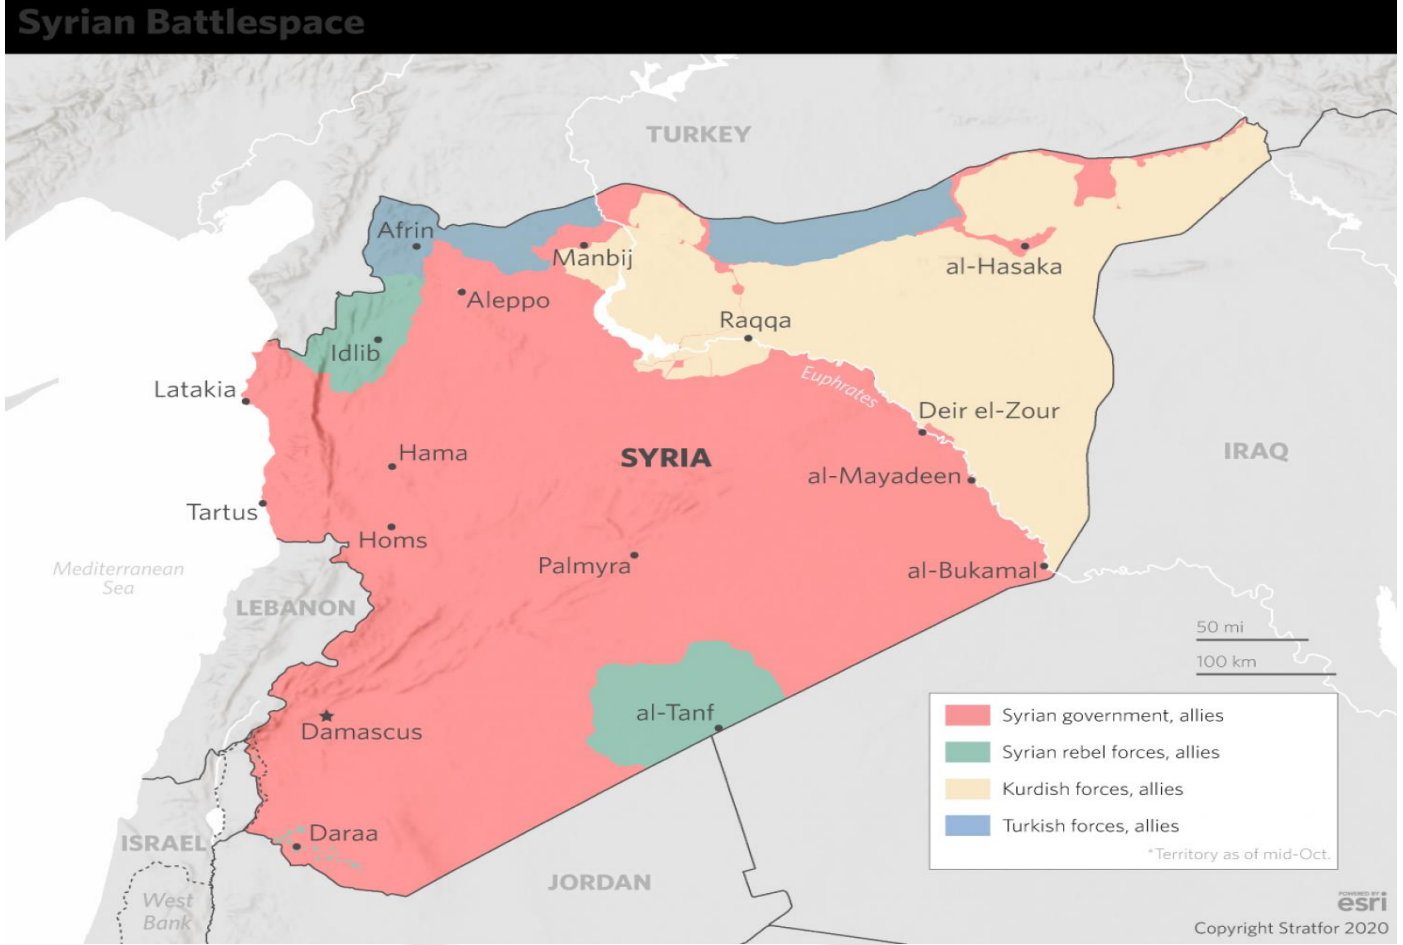 Syrian Battlespace
TURKEY
Afrin
Manbij
al-Hasaka
Aleppo
Raqqa
Idlib
Euphrates
Latakia
Deir el-Zour
Hama
SYRIA
IRAQ
al-Mayadeen
Tartus
Homs
Palmyra
al-Bukamal
Mediterranean
Sea
LEBANON
50 mi
100 km
al-Tanf
Damascus
Syrian government, allies
Syrian rebel forces, allies
Kurdish forces, allies
Turkish forces, allies
*Territory as of mid-Oct.
Daraa
ISRAEL
JORDAN
West
Bank
POWERED BY
esri
Copyright Stratfor 2020